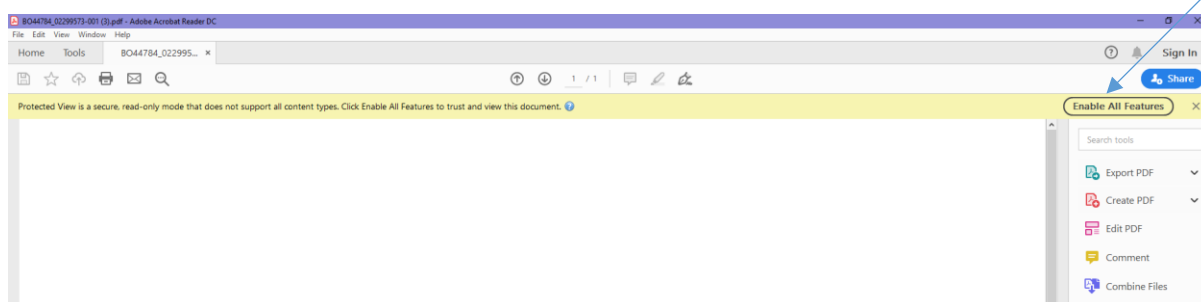 BO44784_02299573-001 (3).pdf - Adobe Acrobat Reader DC
File Edit View Window Help
Home Tools BO44784_022995... ×
Sign In
1 / 1
Share
Protected View is a secure, read-only mode that does not support all content types. Click Enable All Features to trust and view this document.
Enable All Features
Search tools
Export PDF
Create PDF
Edit PDF
Comment
Combine Files